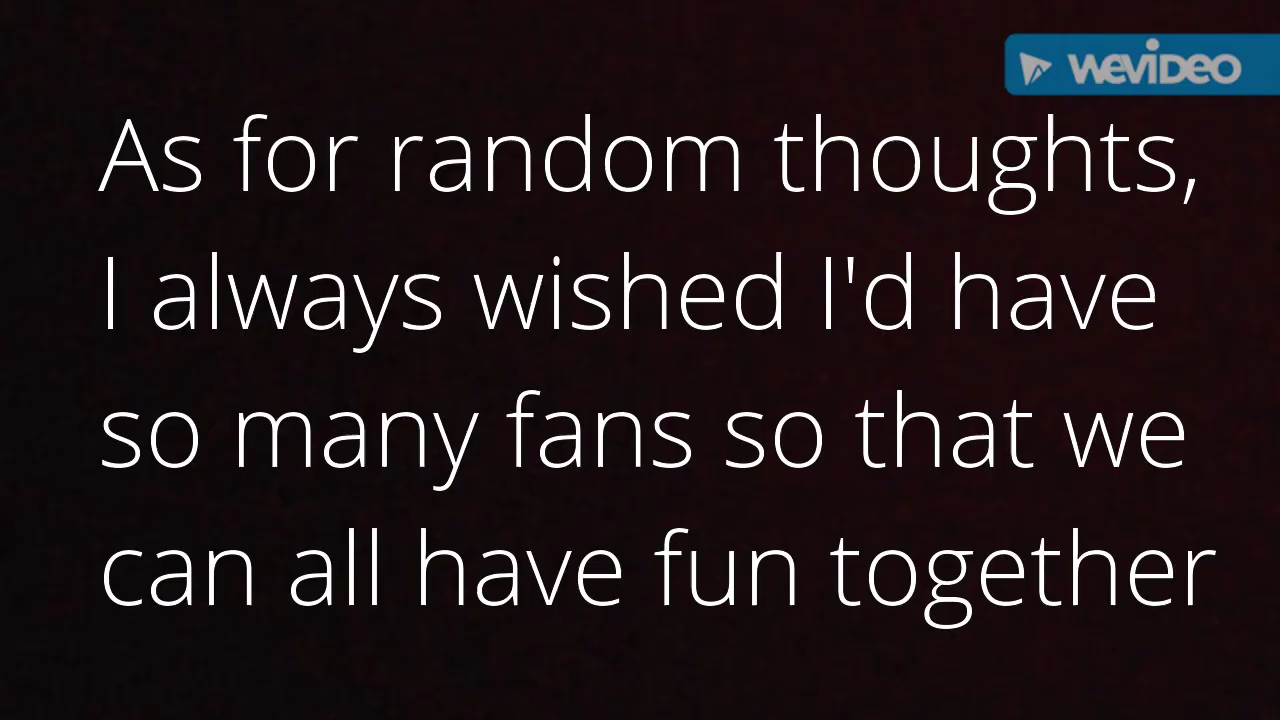 WEVIDEO
As for random thoughts,
I always wished I'd have
so many fans so that we
can all have fun together